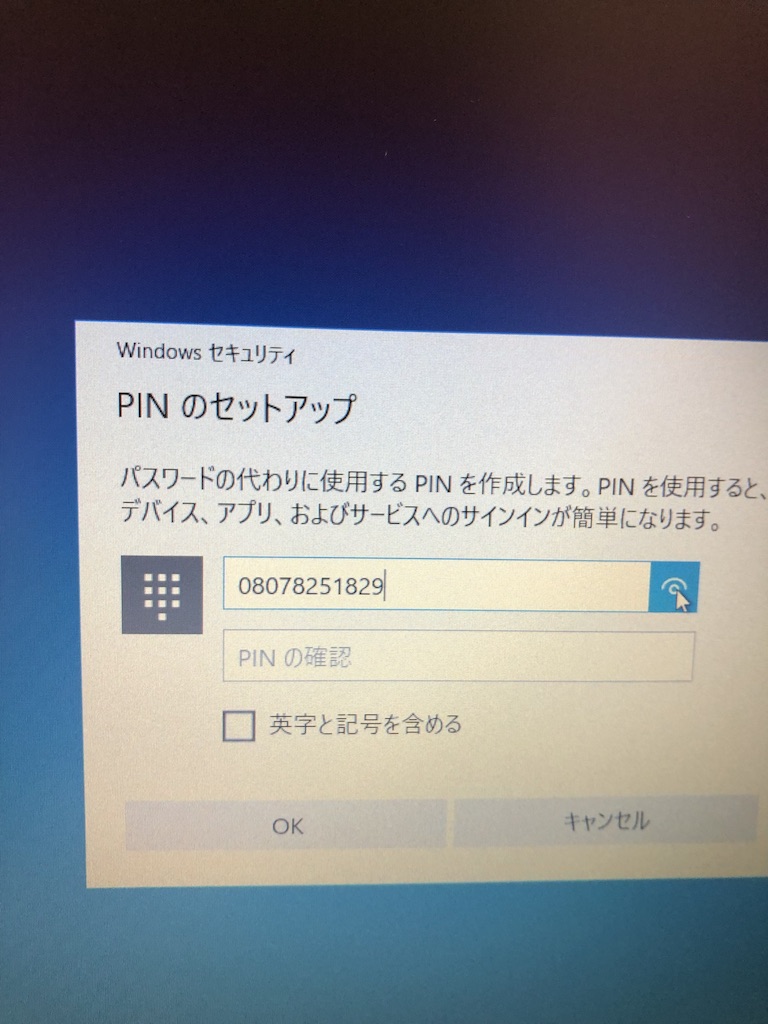 Windows セキュリティ
PIN のセットアップ
パスワードの代わりに使用する PIN を作成します。PIN を使用すると、
デバイス、アプリ、およびサービスへのサインインが簡単になります。
08078251829
PIN の確認
英字と記号を含める
OK キャンセル